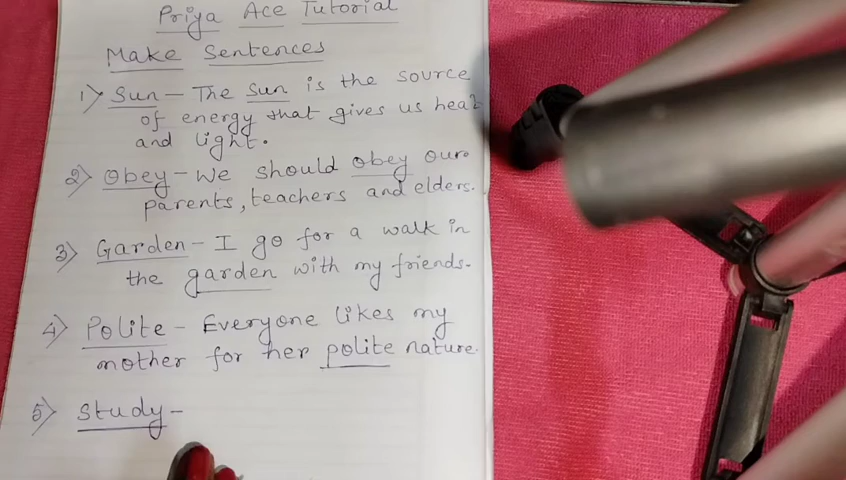 Priya Ace Tutorial
Make Sentences
1) Sun - The sun is the source
of energy that gives us heat
and light.
2) Obey - We should obey our
parents, teachers and elders.
3) Garden - I go for a walk in
the garden with my friends.
4) Polite - Everyone likes my
mother for her polite nature.
5) Study -